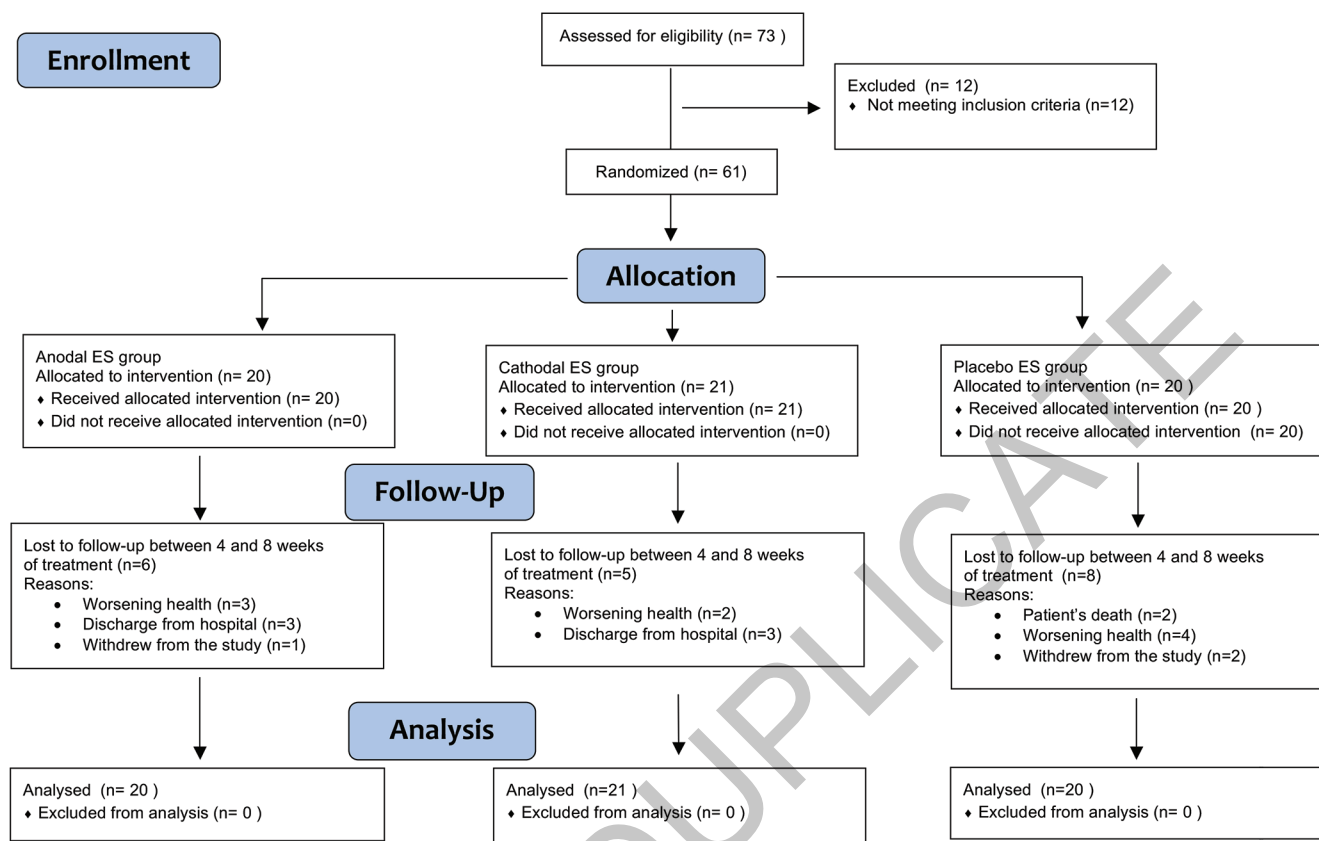 Enrollment
Assessed for eligibility (n= 73 )
Excluded (n= 12)
♦ Not meeting inclusion criteria (n=12)
Randomized (n= 61)
Allocation
Anodal ES group
Allocated to intervention (n= 20)
♦ Received allocated intervention (n= 20)
♦ Did not receive allocated intervention (n=0)
Cathodal ES group
Allocated to intervention (n= 21)
♦ Received allocated intervention (n= 21)
♦ Did not receive allocated intervention (n=0)
Placebo ES group
Allocated to intervention (n= 20 )
♦ Received allocated intervention (n= 20 )
♦ Did not receive allocated intervention (n= 20)
Follow-Up
Lost to follow-up between 4 and 8 weeks
of treatment (n=6)
Reasons:
• Worsening health (n=3)
• Discharge from hospital (n=3)
• Withdrew from the study (n=1)
Lost to follow-up between 4 and 8 weeks
of treatment (n=5)
Reasons:
• Worsening health (n=2)
• Discharge from hospital (n=3)
Lost to follow-up between 4 and 8 weeks
of treatment (n=8)
Reasons:
• Patient's death (n=2)
• Worsening health (n=4)
• Withdrew from the study (n=2)
Analysis
Analysed (n= 20 )
♦ Excluded from analysis (n= 0 )
Analysed (n=21 )
♦ Excluded from analysis (n= 0 )
Analysed (n=20 )
♦ Excluded from analysis (n= 0 )
DUPLICATE